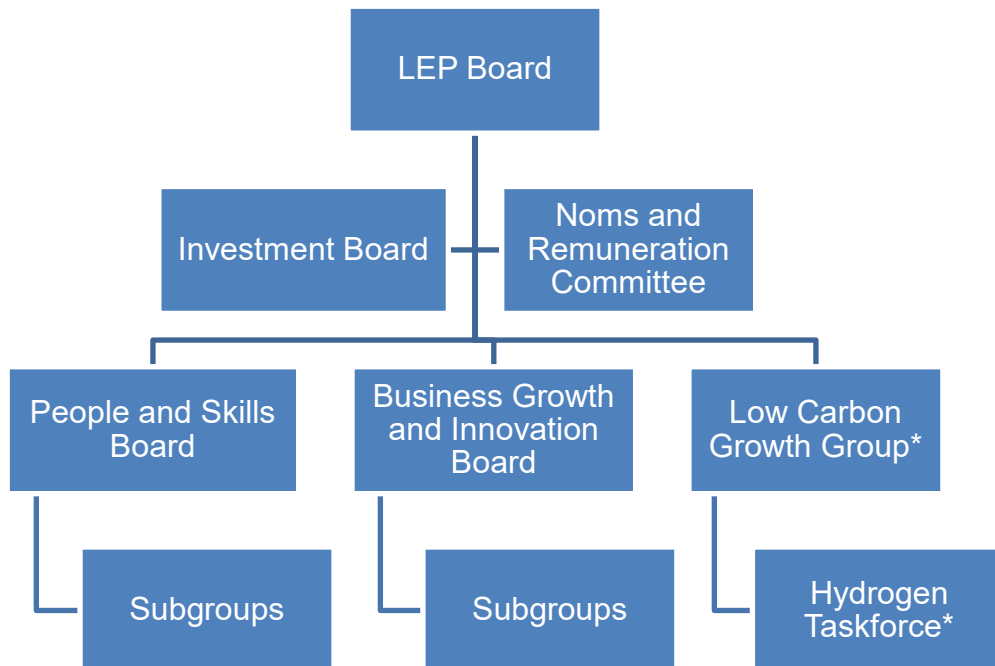 LEP Board
Investment Board
Noms and
Remuneration
Committee
People and Skills
Board
Business Growth
and Innovation
Board
Low Carbon
Growth Group*
Subgroups
Subgroups
Hydrogen
Taskforce*